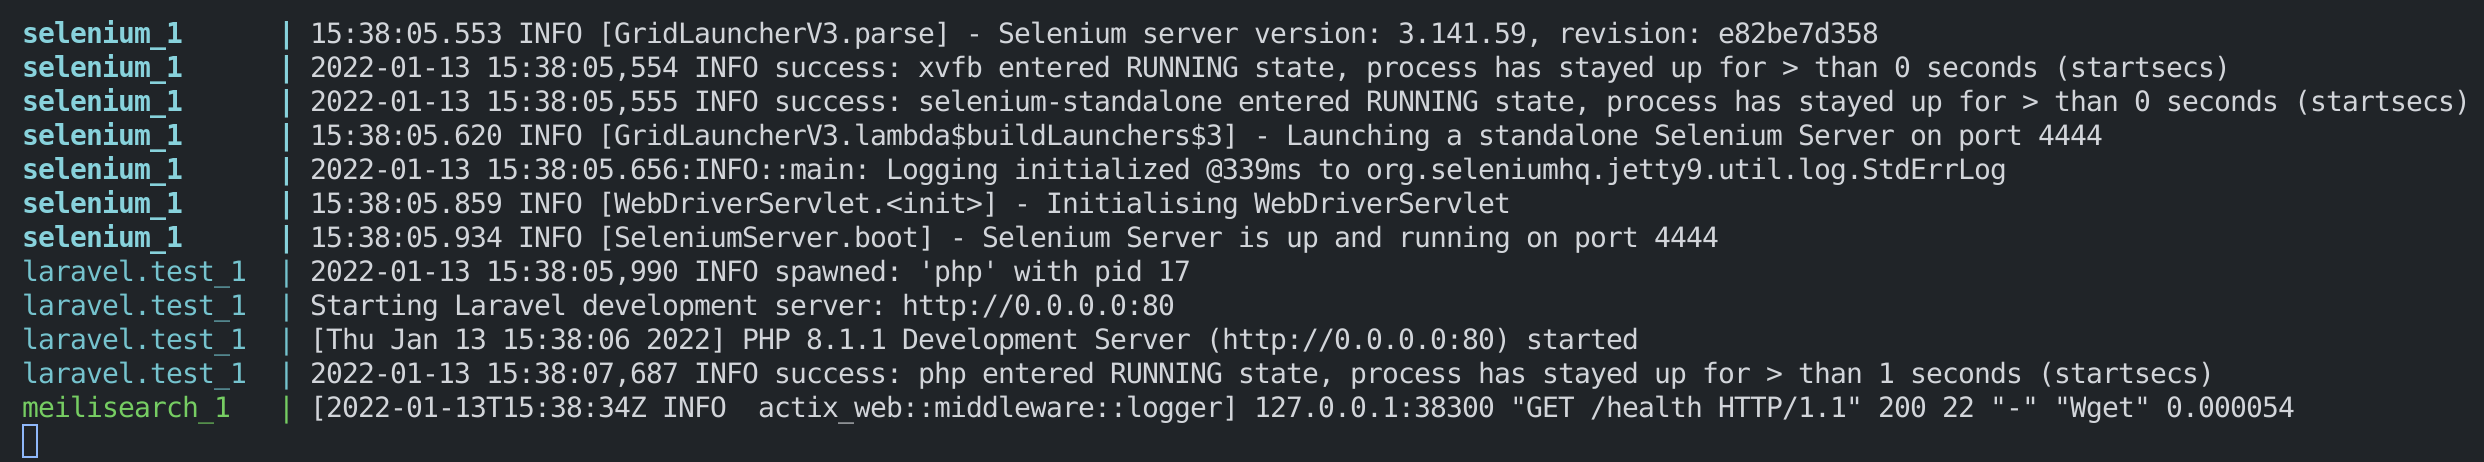 selenium_1      | 15:38:05.553 INFO [GridLauncherV3.parse] - Selenium server version: 3.141.59, revision: e82be7d358
selenium_1      | 2022-01-13 15:38:05,554 INFO success: xvfb entered RUNNING state, process has stayed up for > than 0 seconds (startsecs)
selenium_1      | 2022-01-13 15:38:05,555 INFO success: selenium-standalone entered RUNNING state, process has stayed up for > than 0 seconds (startsecs)
selenium_1      | 15:38:05.620 INFO [GridLauncherV3.lambda$buildLaunchers$3] - Launching a standalone Selenium Server on port 4444
selenium_1      | 2022-01-13 15:38:05.656:INFO::main: Logging initialized @339ms to org.seleniumhq.jetty9.util.log.StdErrLog
selenium_1      | 15:38:05.859 INFO [WebDriverServlet.<init>] - Initialising WebDriverServlet
selenium_1      | 15:38:05.934 INFO [SeleniumServer.boot] - Selenium Server is up and running on port 4444
laravel.test_1  | 2022-01-13 15:38:05,990 INFO spawned: 'php' with pid 17
laravel.test_1  | Starting Laravel development server: http://0.0.0.0:80
laravel.test_1  | [Thu Jan 13 15:38:06 2022] PHP 8.1.1 Development Server (http://0.0.0.0:80) started
laravel.test_1  | 2022-01-13 15:38:07,687 INFO success: php entered RUNNING state, process has stayed up for > than 1 seconds (startsecs)
meilisearch_1   | [2022-01-13T15:38:34Z INFO  actix_web::middleware::logger] 127.0.0.1:38300 "GET /health HTTP/1.1" 200 22 "-" "Wget" 0.000054